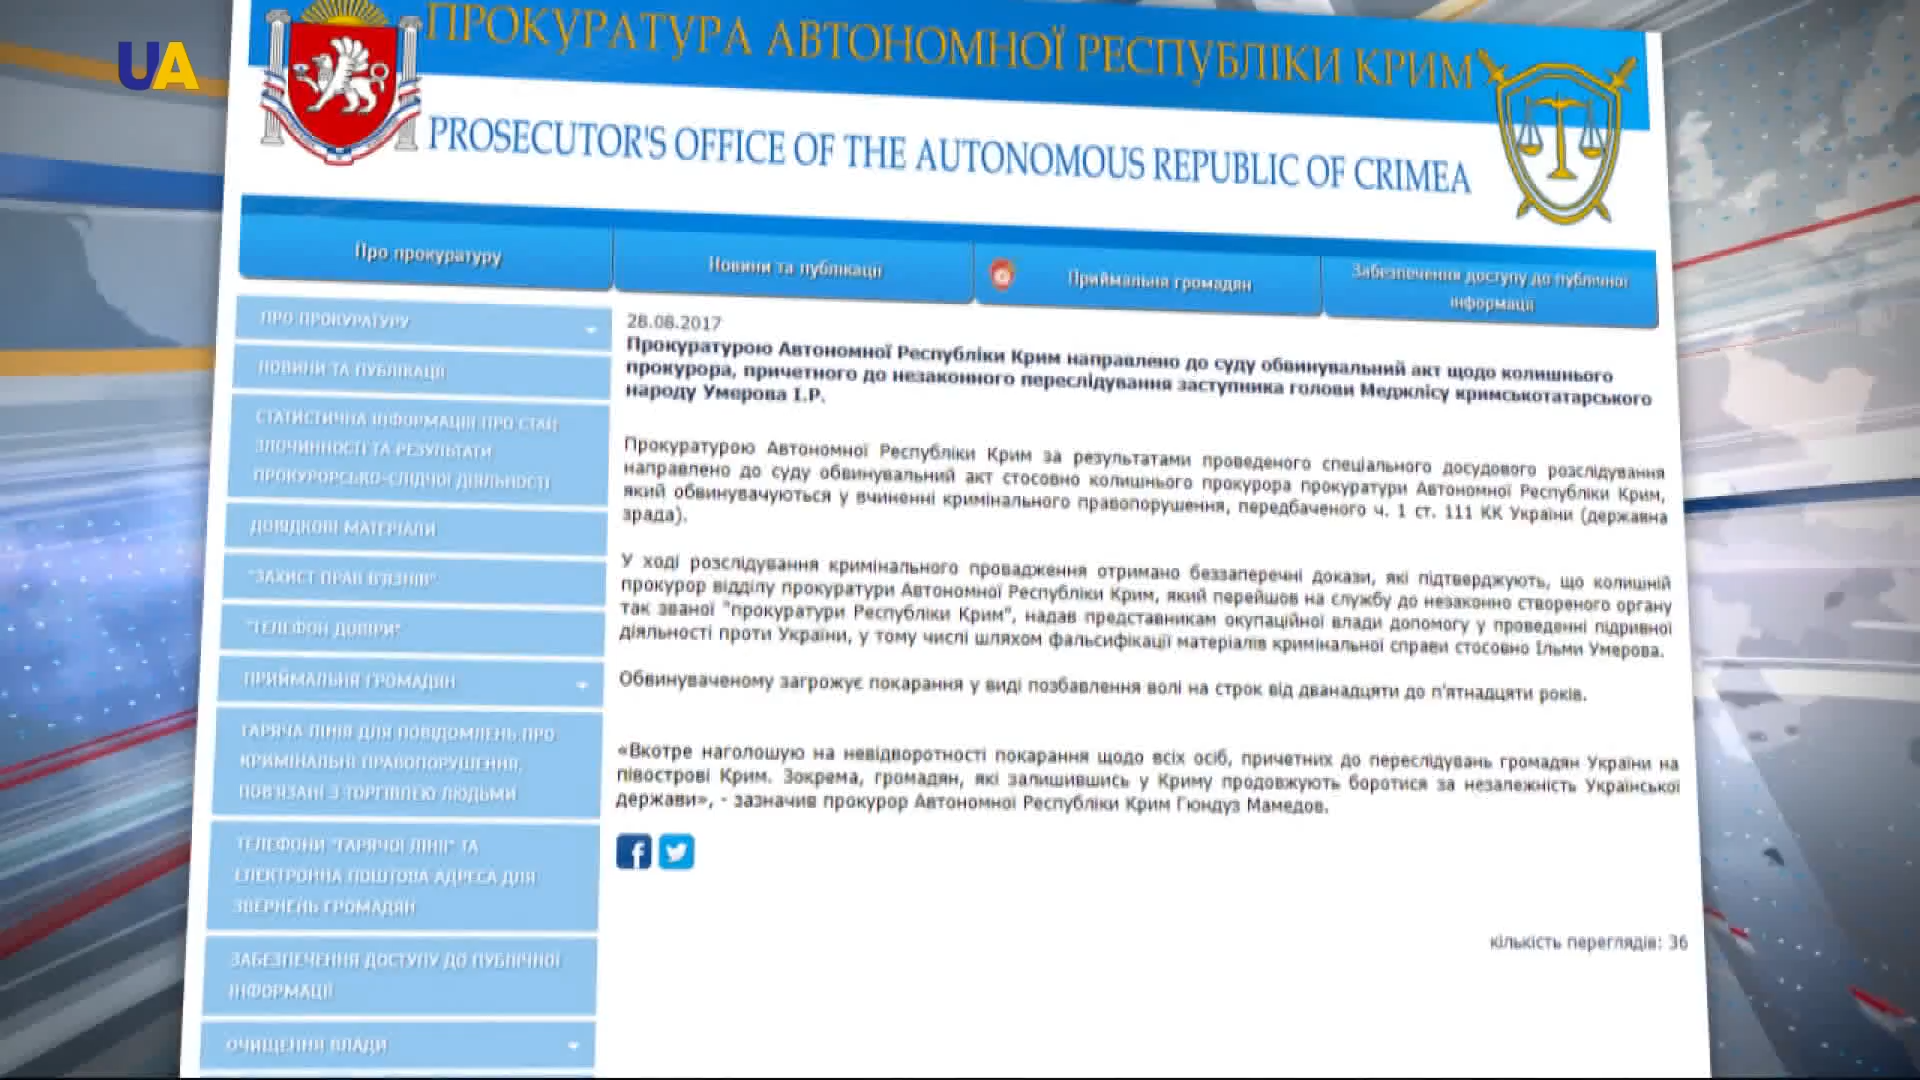 UA
ПРОКУРАТУРА АВТОНОМНОЇ РЕСПУБЛІКИ КРИМ
PROSECUTOR'S OFFICE OF THE AUTONOMOUS REPUBLIC OF CRIMEA
Про прокуратуру
Новини та публікації
Приймальня громадян
Забезпечення доступу до публічної
інформації
ПРО ПРОКУРАТУРУ
НОВИНИ ТА ПУБЛІКАЦІЇ
СТАТИСТИЧНА ІНФОРМАЦІЯ ПРО СТАН
ЗЛОЧИННОСТІ ТА РЕЗУЛЬТАТИ
ПРОКУРОРСЬКО-СЛІДЧОЇ ДІЯЛЬНОСТІ
ДОВІДКОВІ МАТЕРІАЛИ
"ЗАХИСТ ПРАВ В'ЯЗНІВ"
"ТЕЛЕФОН ДОВІРИ"
ПРИЙМАЛЬНЯ ГРОМАДЯН
ГАРЯЧА ЛІНІЯ ДЛЯ ПОВІДОМЛЕНЬ ПРО
КРИМІНАЛЬНІ ПРАВОПОРУШЕННЯ,
ПОВ'ЯЗАНІ З ТОРГІВЛЕЮ ЛЮДЬМИ
ТЕЛЕФОНИ "ГАРЯЧОЇ ЛІНІЇ" ТА
ЕЛЕКТРОННА ПОШТОВА АДРЕСА ДЛЯ
ЗВЕРНЕНЬ ГРОМАДЯН
ЗАБЕЗПЕЧЕННЯ ДОСТУПУ ДО ПУБЛІЧНОЇ
ІНФОРМАЦІЇ
ОЧИЩЕННЯ ВЛАДИ
28.08.2017
Прокуратурою Автономної Республіки Крим направлено до суду обвинувальний акт щодо колишнього
прокурора, причетного до незаконного переслідування заступника голови Меджлісу кримськотатарського
народу Умерова І.Р.
Прокуратурою Автономної Республіки Крим за результатами проведеного спеціального досудового розслідування
направлено до суду обвинувальний акт стосовно колишнього прокурора прокуратури Автономної Республіки Крим,
який обвинувачуються у вчиненні кримінального правопорушення, передбаченого ч. 1 ст. 111 КК України (державна
зрада).
У ході розслідування кримінального провадження отримано беззаперечні докази, які підтверджують, що колишній
прокурор відділу прокуратури Автономної Республіки Крим, який перейшов на службу до незаконно створеного органу
так званої "прокуратури Республіки Крим", надав представникам окупаційної влади допомогу у проведенні підривної
діяльності проти України, у тому числі шляхом фальсифікації матеріалів кримінальної справи стосовно Ільми Умерова.
Обвинуваченому загрожує покарання у виді позбавлення волі на строк від дванадцяти до п'ятнадцяти років.
«Вкотре наголошую на невідворотності покарання щодо всіх осіб, причетних до переслідувань громадян України на
півострові Крим. Зокрема, громадян, які залишившись у Криму продовжують боротися за незалежність Української
держави», - зазначив прокурор Автономної Республіки Крим Гюндуз Мамедов.
кількість переглядів: 36